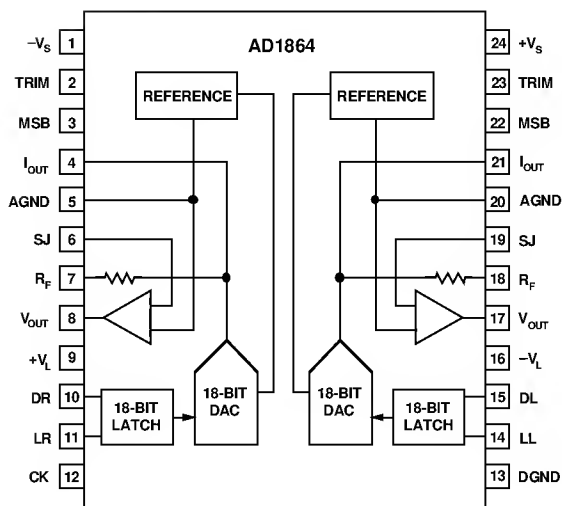 AD1864
−VS 1
TRIM 2
MSB 3
IOUT 4
AGND 5
SJ 6
RF 7
VOUT 8
+VL 9
DR 10
LR 11
CK 12
REFERENCE
REFERENCE
18-BIT
LATCH
18-BIT
DAC
18-BIT
DAC
18-BIT
LATCH
24 +VS
23 TRIM
22 MSB
21 IOUT
20 AGND
19 SJ
18 RF
17 VOUT
16 −VL
15 DL
14 LL
13 DGND